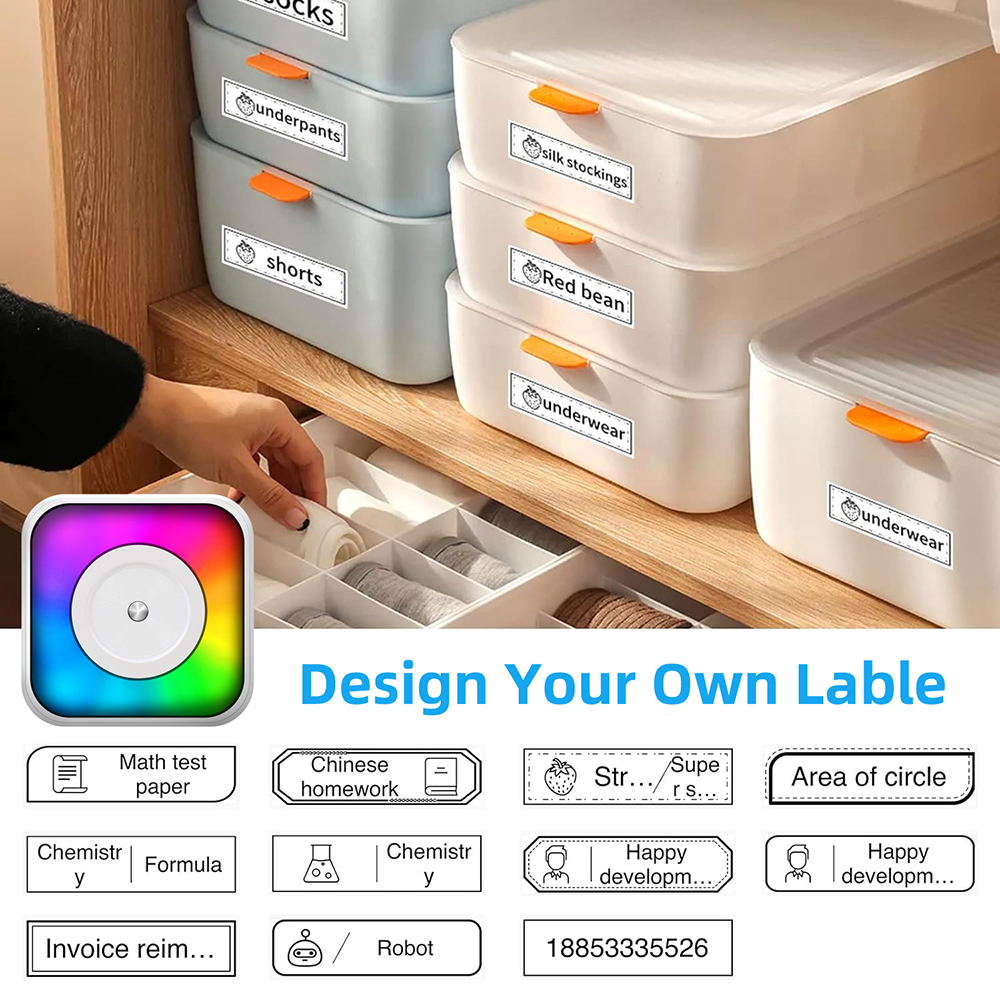 socks
underpants
shorts
silk stockings
Red bean
underwear
underwear
Design Your Own Lable
Math test
paper
Chinese
homework
Str.../Supe
r s...
Area of circle
Chemistr
y
Formula
Chemistr
y
Happy
developm...
Happy
developm...
Invoice reim...
Robot
18853335526